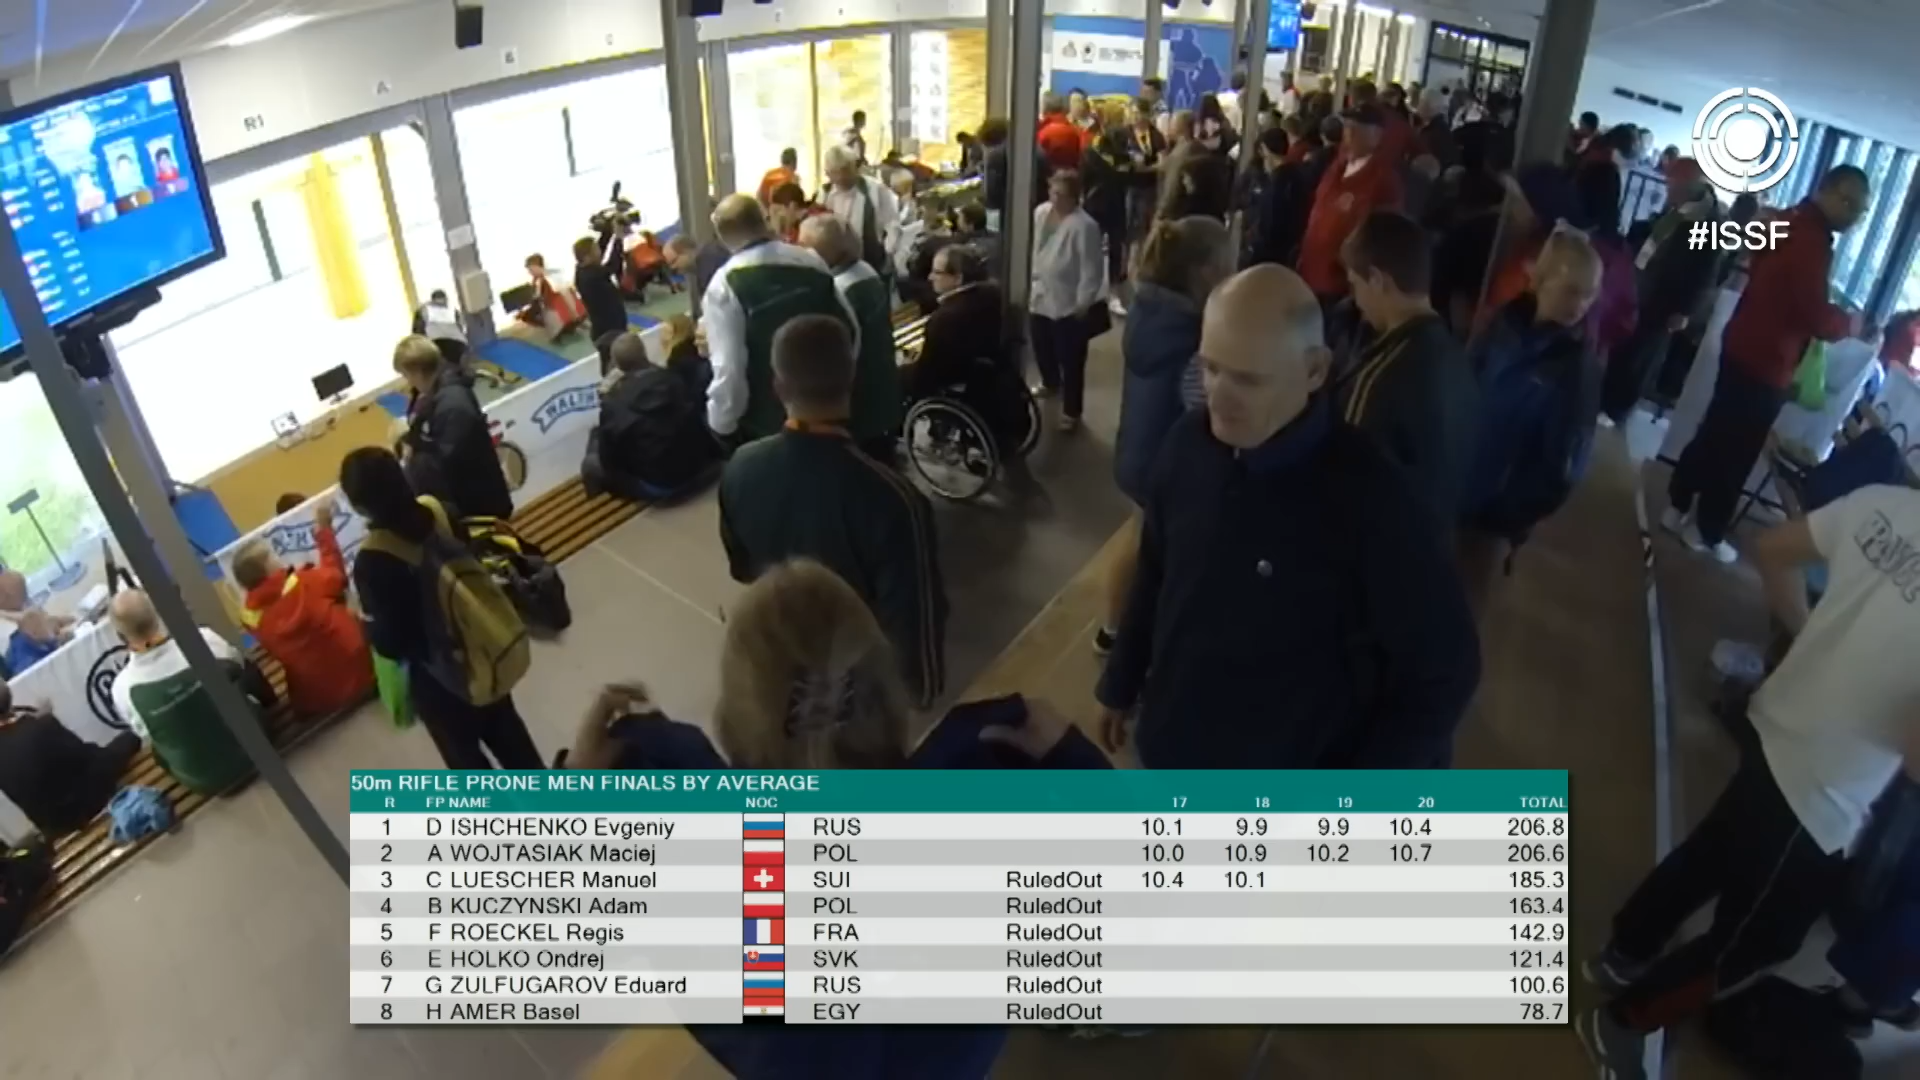 R1
A
B
C
#ISSF
WALTH
50m RIFLE PRONE MEN FINALS BY AVERAGE
R FP NAME NOC 17 18 19 20 TOTAL
1 D ISHCHENKO Evgeniy RUS 10.1 9.9 9.9 10.4 206.8
2 A WOJTASIAK Maciej POL 10.0 10.9 10.2 10.7 206.6
3 C LUESCHER Manuel SUI RuledOut 10.4 10.1 185.3
4 B KUCZYNSKI Adam POL RuledOut 163.4
5 F ROECKEL Regis FRA RuledOut 142.9
6 E HOLKO Ondrej SVK RuledOut 121.4
7 G ZULFUGAROV Eduard RUS RuledOut 100.6
8 H AMER Basel EGY RuledOut 78.7